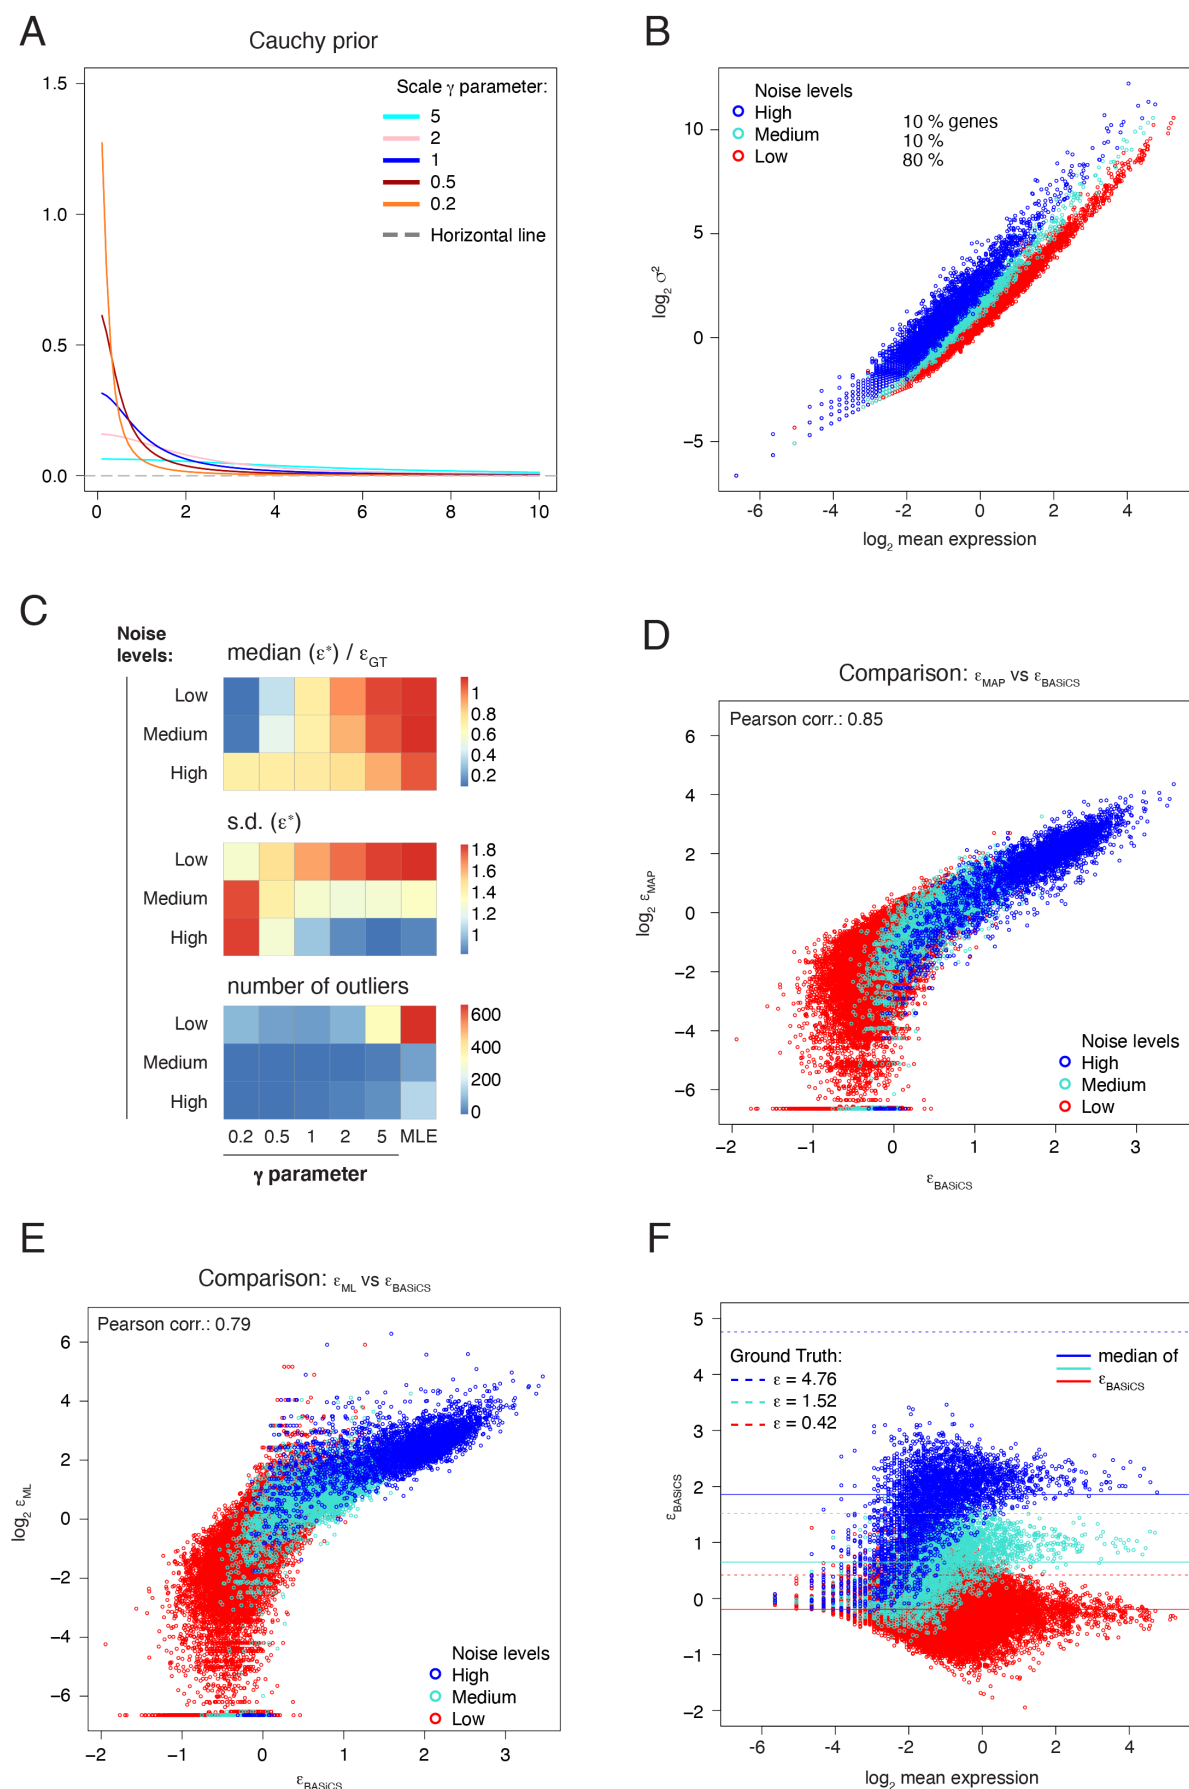 A
Cauchy prior
Scale γ parameter:
5
2
1
0.5
0.2
Horizontal line
1.5
1.0
0.5
0.0
0 2 4 6 8 10
B
Noise levels
High
Medium
Low
10 % genes
10 %
80 %
log2 σ2
10
5
0
−5
-6 -4 -2 0 2 4
log2 mean expression
C
Noise
levels:
median (ε*) / εGT
Low
Medium
High
1
0.8
0.6
0.4
0.2
s.d. (ε*)
Low
Medium
High
1.8
1.6
1.4
1.2
1
number of outliers
Low
Medium
High
600
400
200
0
0.2 0.5 1 2 5 MLE
γ parameter
D
Comparison: εMAP vs εBASiCS
Pearson corr.: 0.85
log2 εMAP
6
4
2
0
−2
−4
−6
Noise levels
High
Medium
Low
−2 −1 0 1 2 3
εBASiCS
E
Comparison: εML vs εBASiCS
Pearson corr.: 0.79
log2 εML
6
4
2
0
−2
−4
−6
Noise levels
High
Medium
Low
−2 −1 0 1 2 3
εBASiCS
F
Ground Truth:
ε = 4.76
ε = 1.52
ε = 0.42
median of
εBASiCS
εBASiCS
5
4
3
2
1
0
−1
−2
-6 -4 -2 0 2 4
log2 mean expression